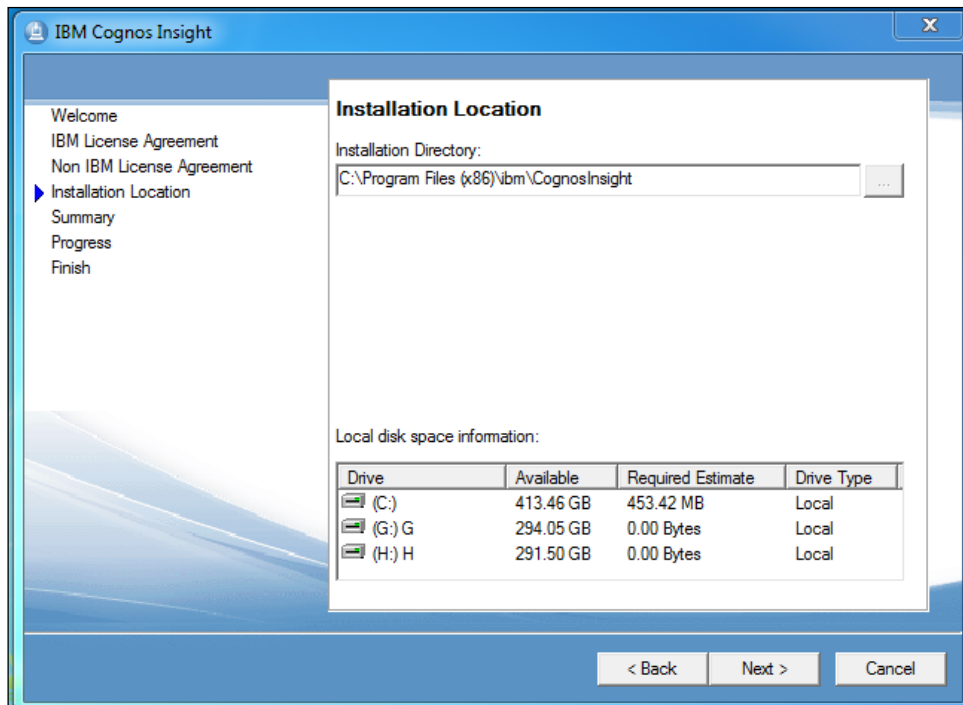 IBM Cognos Insight
Welcome
IBM License Agreement
Non IBM License Agreement
Installation Location
Summary
Progress
Finish
Installation Location
Installation Directory:
C:\Program Files (x86)\ibm\CognosInsight
...
Local disk space information:
Drive Available Required Estimate Drive Type
(C:) 413.46 GB 453.42 MB Local
(G:) G 294.05 GB 0.00 Bytes Local
(H:) H 291.50 GB 0.00 Bytes Local
< Back Next > Cancel